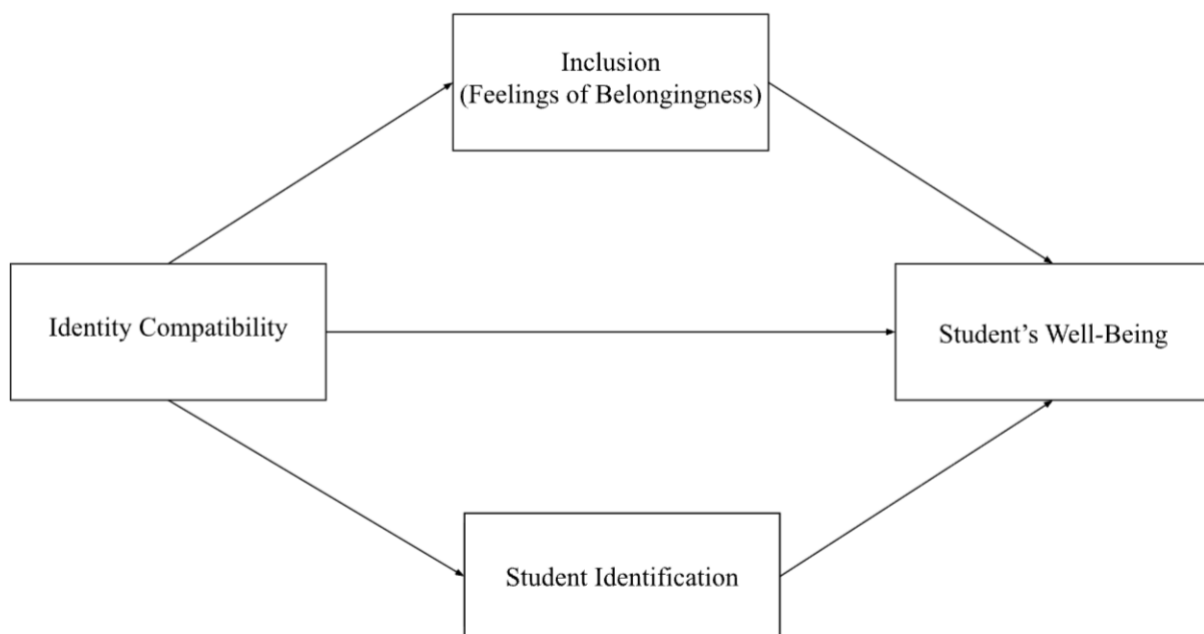 Inclusion
(Feelings of Belongingness)
Identity Compatibility
Student’s Well-Being
Student Identification